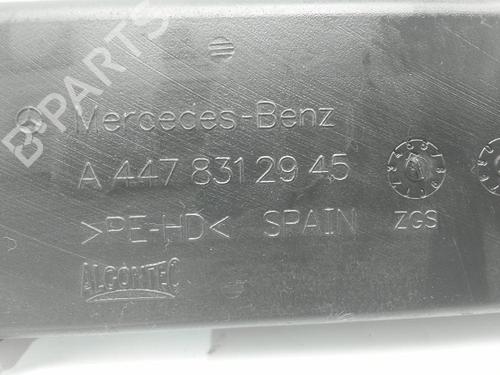 B-PARTS
Mercedes-Benz
A 447 831 29 45
>PE-HD< SPAIN ZGS
ALCONTEC